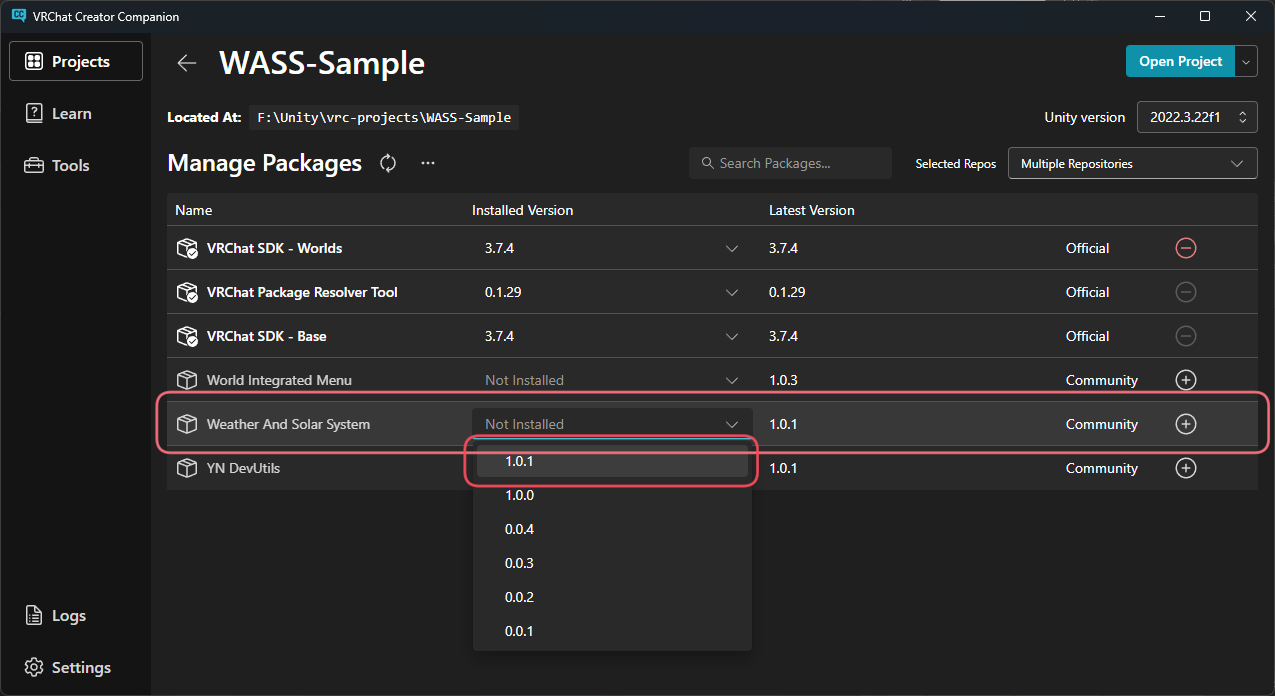 VRChat Creator Companion
Projects
Learn
Tools
Logs
Settings
WASS-Sample
Open Project
Located At: F:\Unity\vrc-projects\WASS-Sample
Unity version 2022.3.22f1
Manage Packages
Search Packages...
Selected Repos Multiple Repositories
Name Installed Version Latest Version
VRChat SDK - Worlds 3.7.4 3.7.4 Official
VRChat Package Resolver Tool 0.1.29 0.1.29 Official
VRChat SDK - Base 3.7.4 3.7.4 Official
World Integrated Menu Not Installed 1.0.3 Community
Weather And Solar System Not Installed 1.0.1 Community
YN DevUtils 1.0.1 Community
1.0.1
1.0.0
0.0.4
0.0.3
0.0.2
0.0.1